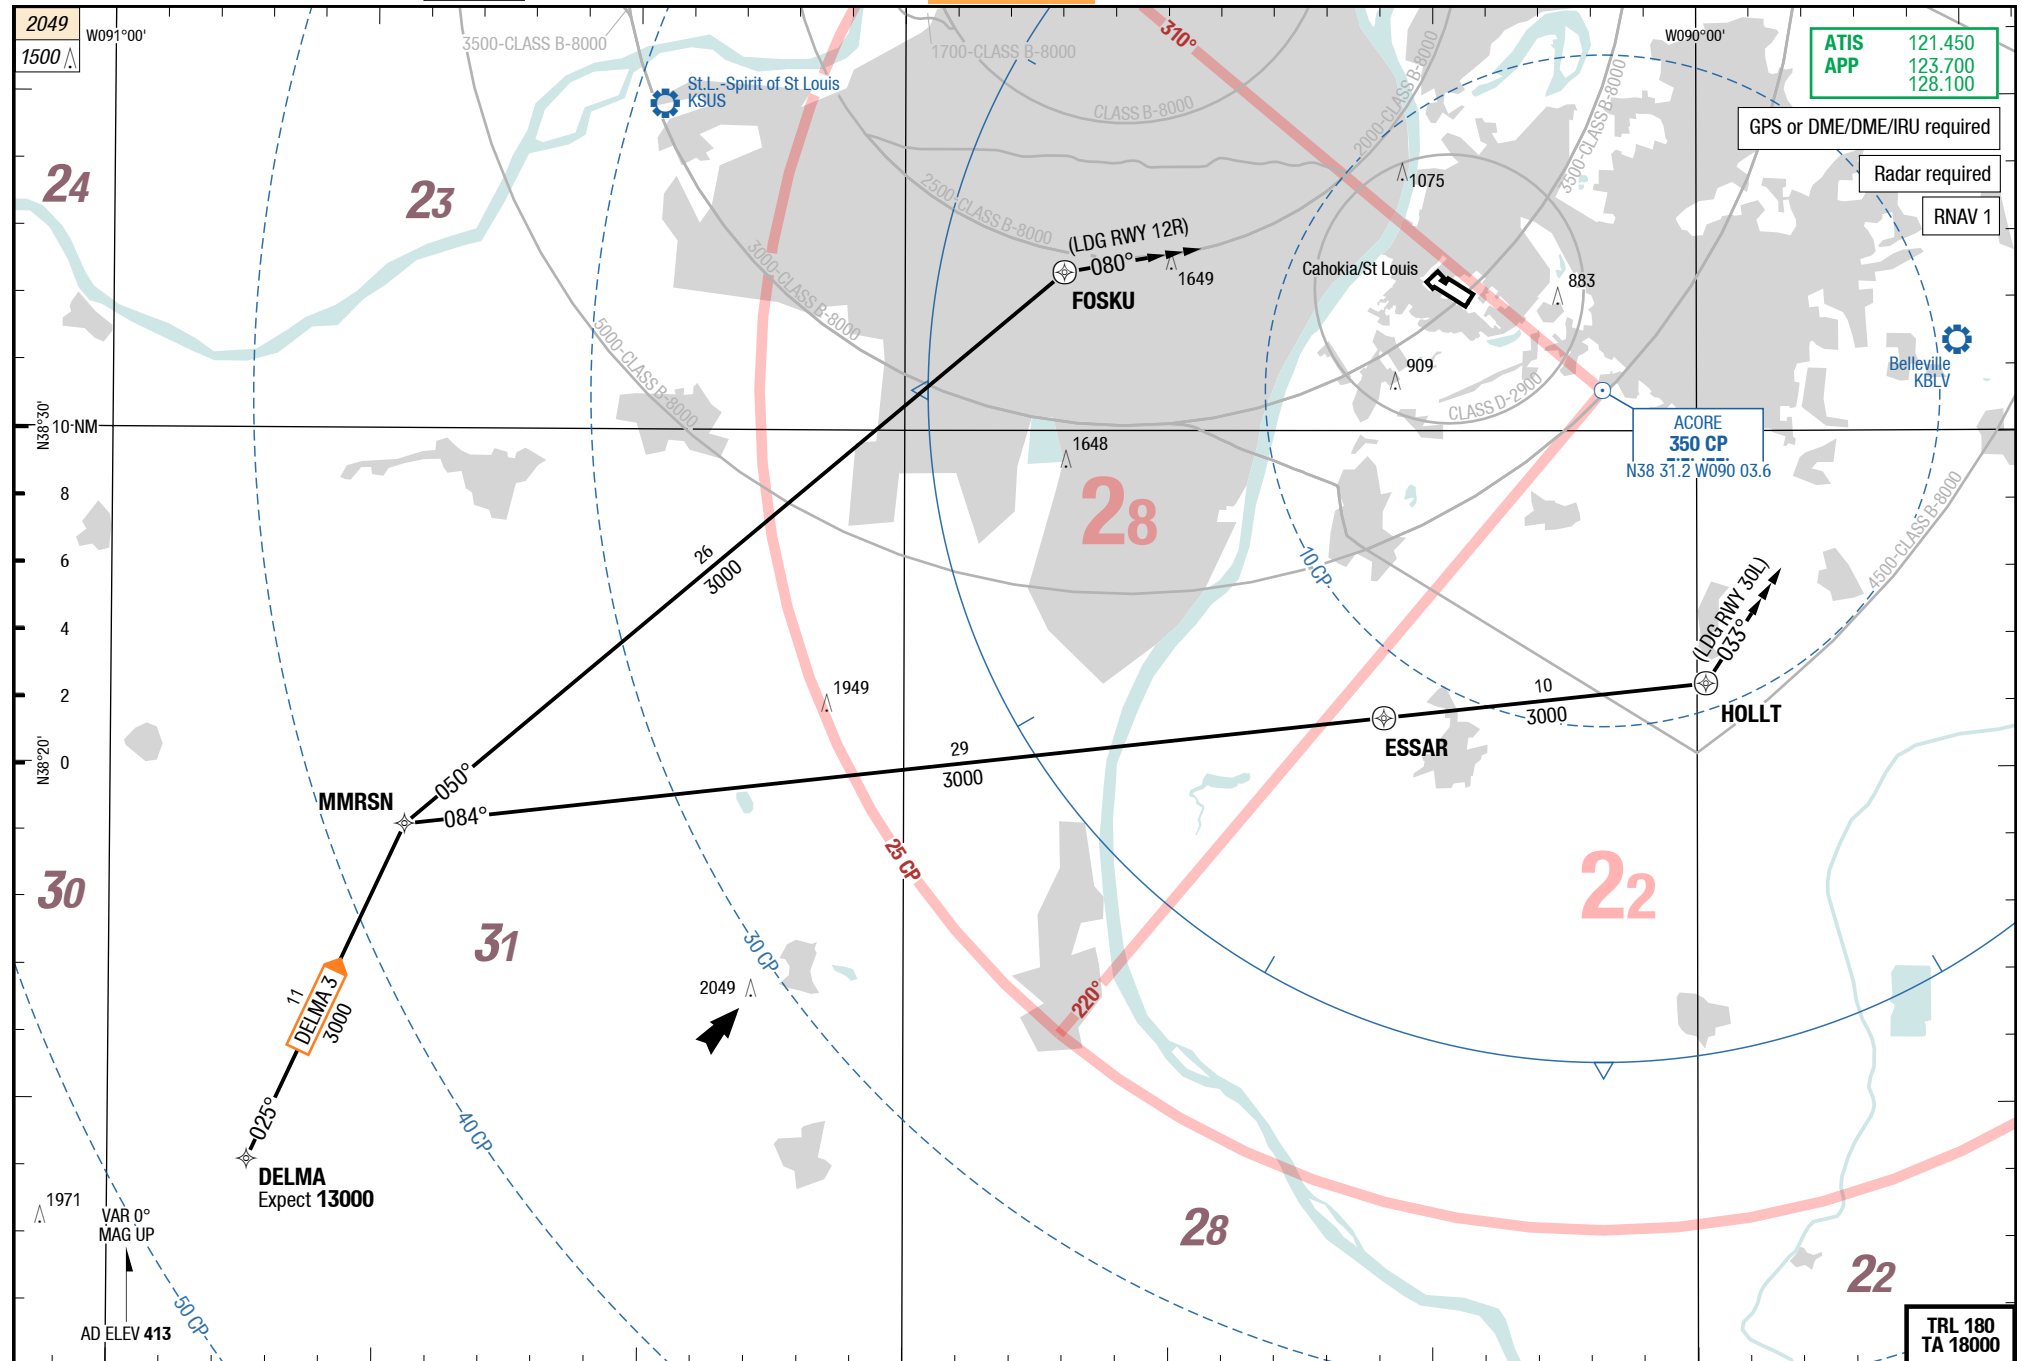 2049
1500
W091°00'
3500-CLASS B-8000
1700-CLASS B-8000
310°
2000-CLASS B-8000
W090°00'
ATIS 121.450
APP 123.700
128.100
GPS or DME/DME/IRU required
Radar required
RNAV 1
St.L.-Spirit of St Louis
KSUS
CLASS B-8000
3500-CLASS B-8000
24
23
2500-CLASS B-8000
1075
(LDG RWY 12R)
080°
1649
FOSKU
3000-CLASS B-8000
Cahokia/St Louis
883
5000-CLASS B-8000
909
CLASS D-2900
Belleville
KBLV
N38°30'
10-NM
8
6
4
2
0
1648
ACORE
350 CP
N38 31.2 W090 03.6
28
26
3000
10 CP
4500-CLASS B-8000
(LDG RWY 30L)
033°
1949
10
3000
HOLLT
ESSAR
29
3000
N38°20'
MMRSN
050°
084°
25 CP
30
31
22
30 CP
2049
220°
11
DELMA 3
3000
40 CP
025°
DELMA
Expect 13000
1971
VAR 0°
MAG UP
28
22
50 CP
AD ELEV 413
TRL 180
TA 18000